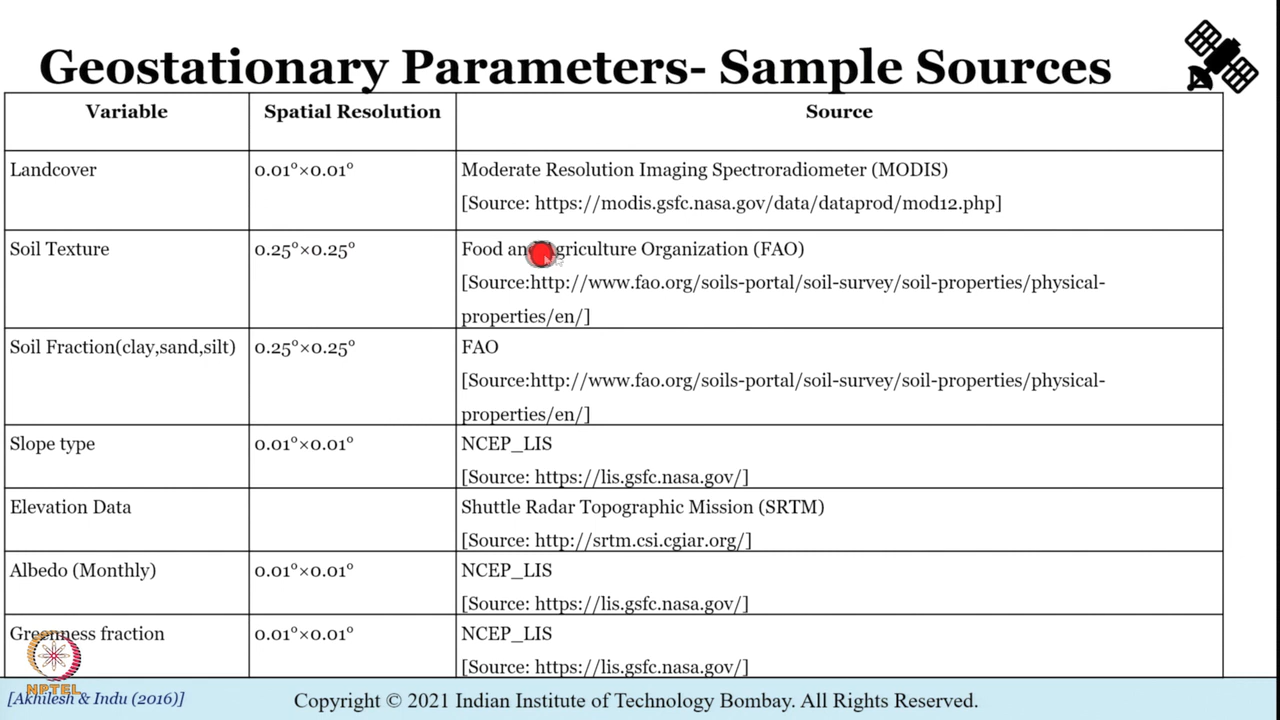 Geostationary Parameters- Sample Sources
Variable Spatial Resolution Source
Landcover 0.01°×0.01° Moderate Resolution Imaging Spectroradiometer (MODIS)
[Source: https://modis.gsfc.nasa.gov/data/dataprod/mod12.php]
Soil Texture 0.25°×0.25° Food and Agriculture Organization (FAO)
[Source:http://www.fao.org/soils-portal/soil-survey/soil-properties/physical-
properties/en/]
Soil Fraction(clay,sand,silt) 0.25°×0.25° FAO
[Source:http://www.fao.org/soils-portal/soil-survey/soil-properties/physical-
properties/en/]
Slope type 0.01°×0.01° NCEP_LIS
[Source: https://lis.gsfc.nasa.gov/]
Elevation Data Shuttle Radar Topographic Mission (SRTM)
[Source: http://srtm.csi.cgiar.org/]
Albedo (Monthly) 0.01°×0.01° NCEP_LIS
[Source: https://lis.gsfc.nasa.gov/]
Greenness fraction 0.01°×0.01° NCEP_LIS
[Source: https://lis.gsfc.nasa.gov/]
NPTEL
[Akhilesh & Indu (2016)] Copyright © 2021 Indian Institute of Technology Bombay. All Rights Reserved.